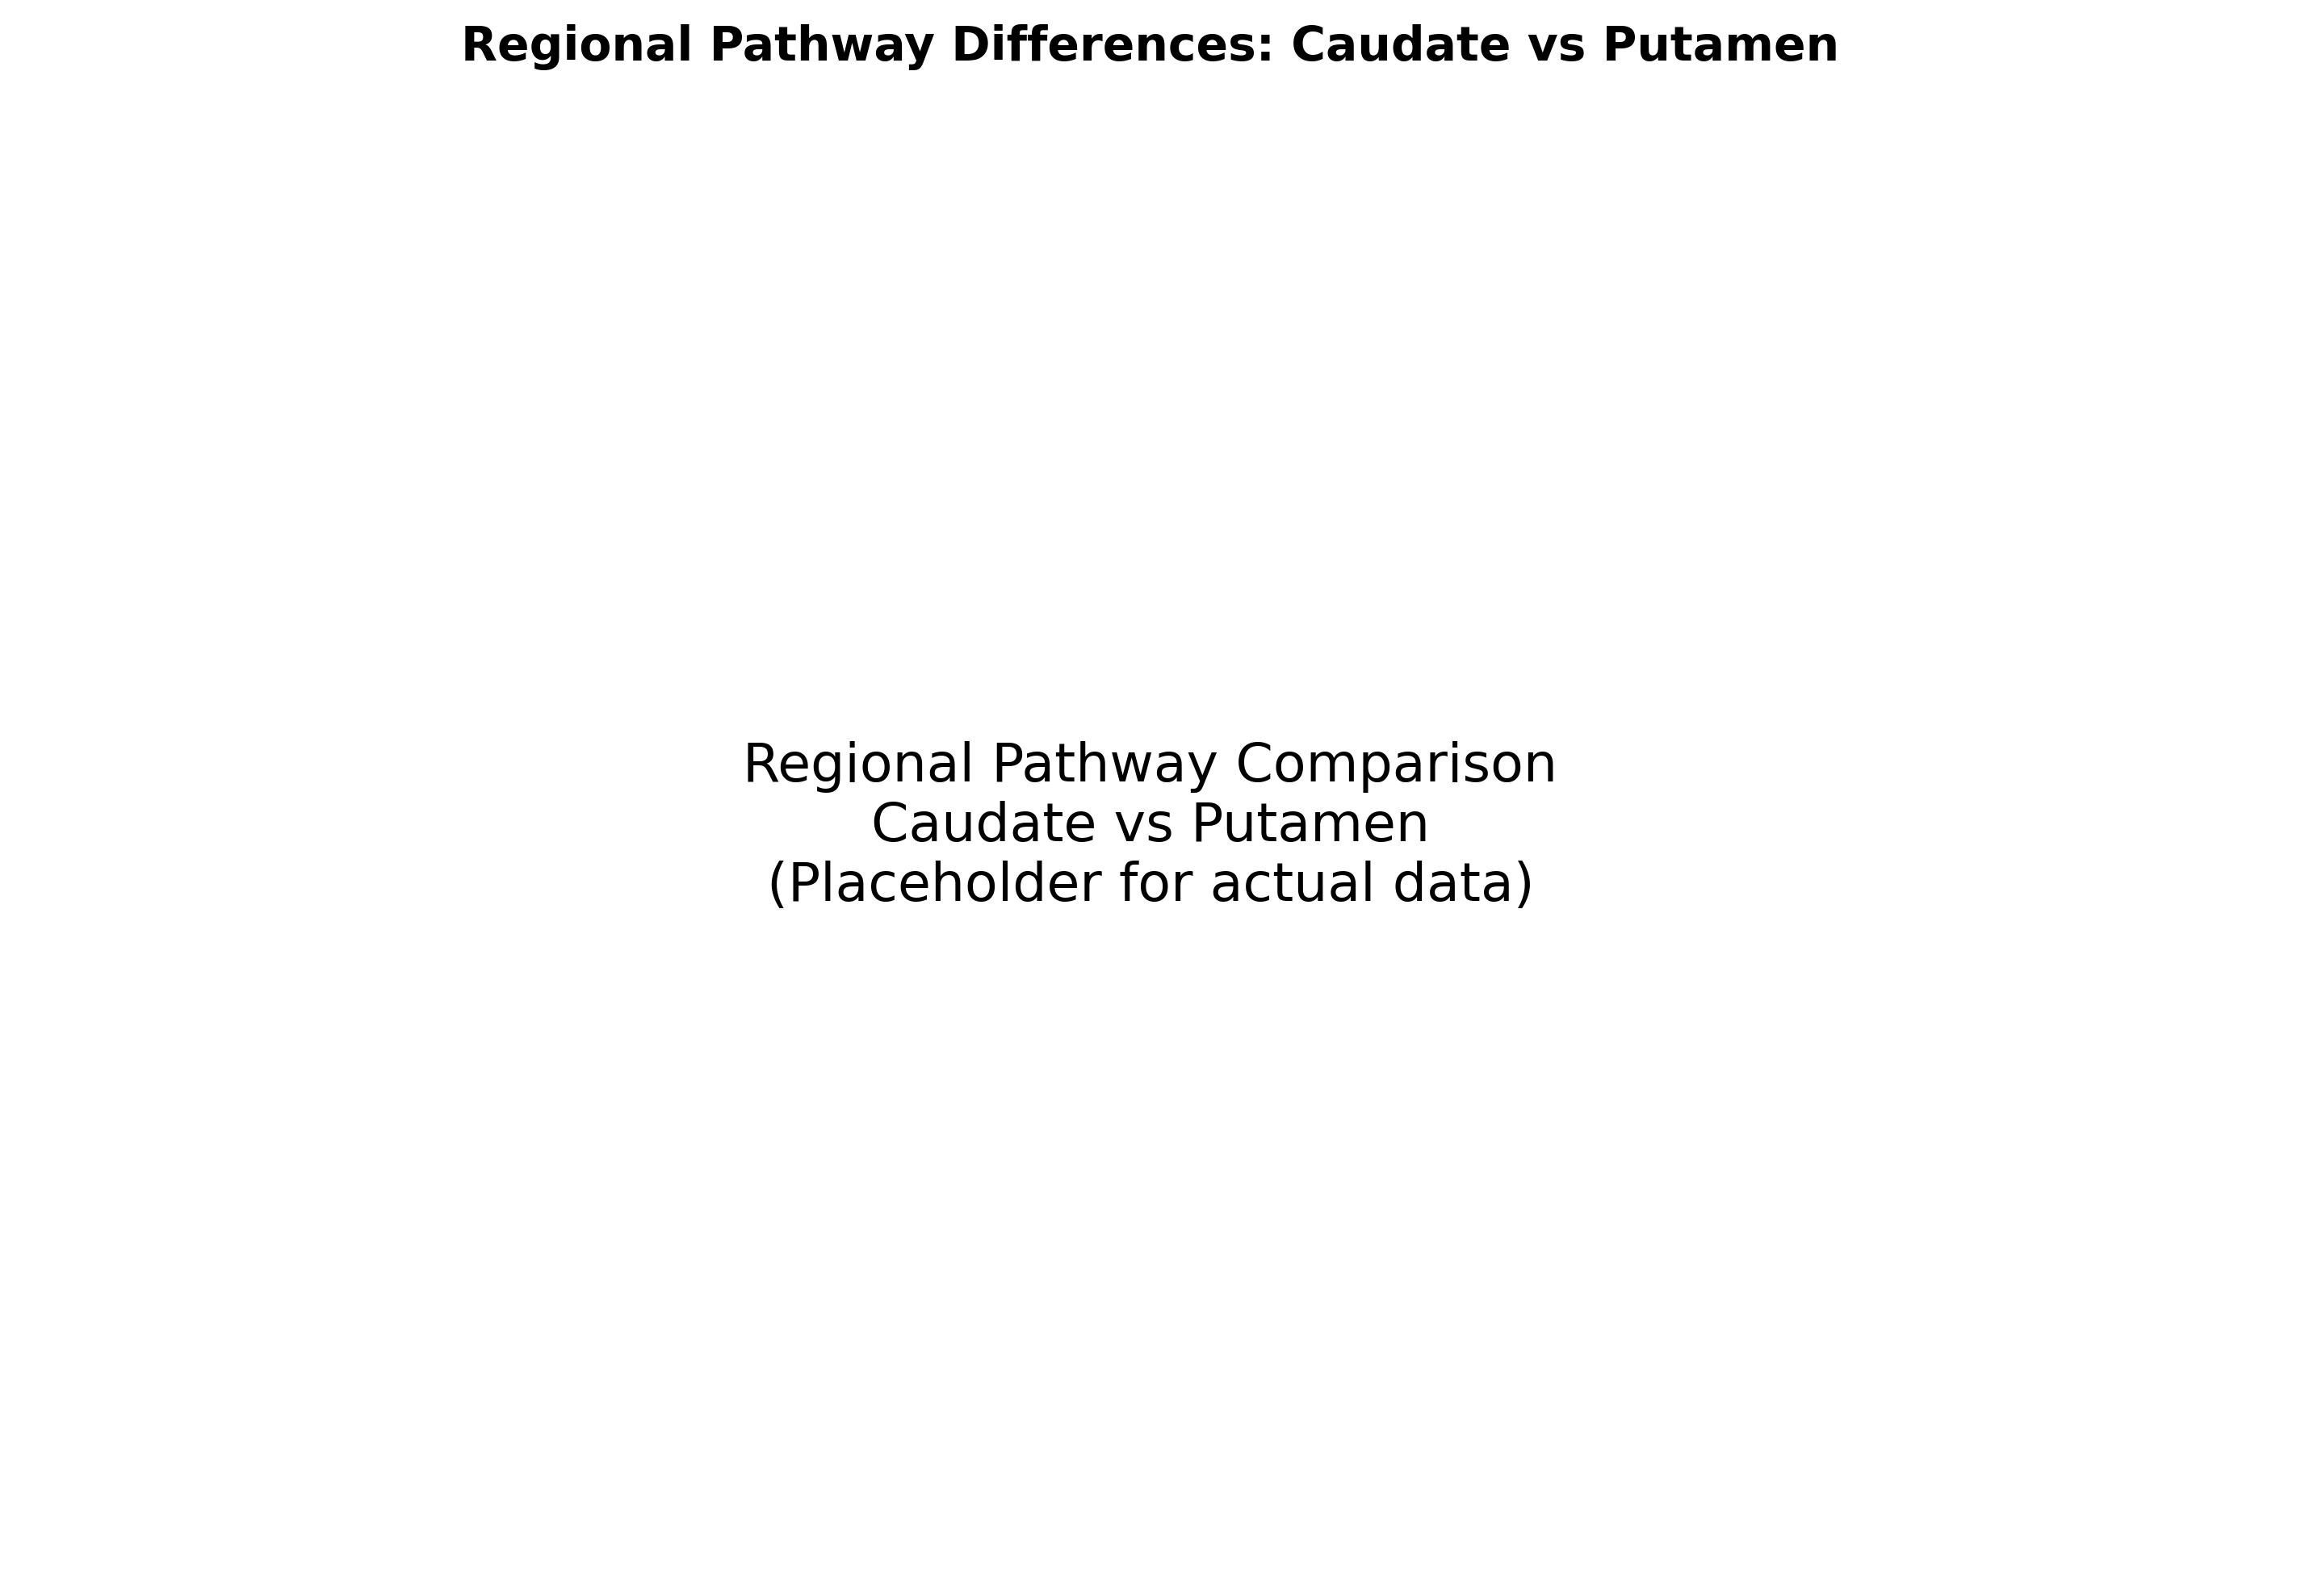 Regional Pathway Differences: Caudate vs Putamen
Regional Pathway Comparison
Caudate vs Putamen
(Placeholder for actual data)